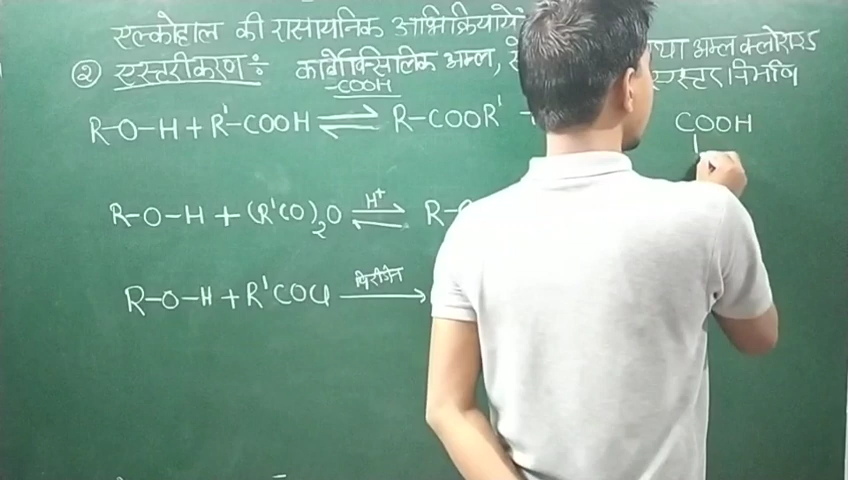 एल्कोहाल की रासायनिक अभिक्रियायें
② एस्टरीकरण : कार्बोक्सिलिक अम्ल, तथा अम्ल क्लोराइड
-COOH एस्टर निर्माण
R-O-H + R'-COOH ⇌ R-COOR' + COOH
R-O-H + (R'CO)₂O ⇌ H⁺ R-O
R-O-H + R'COCl → पिरीडीन